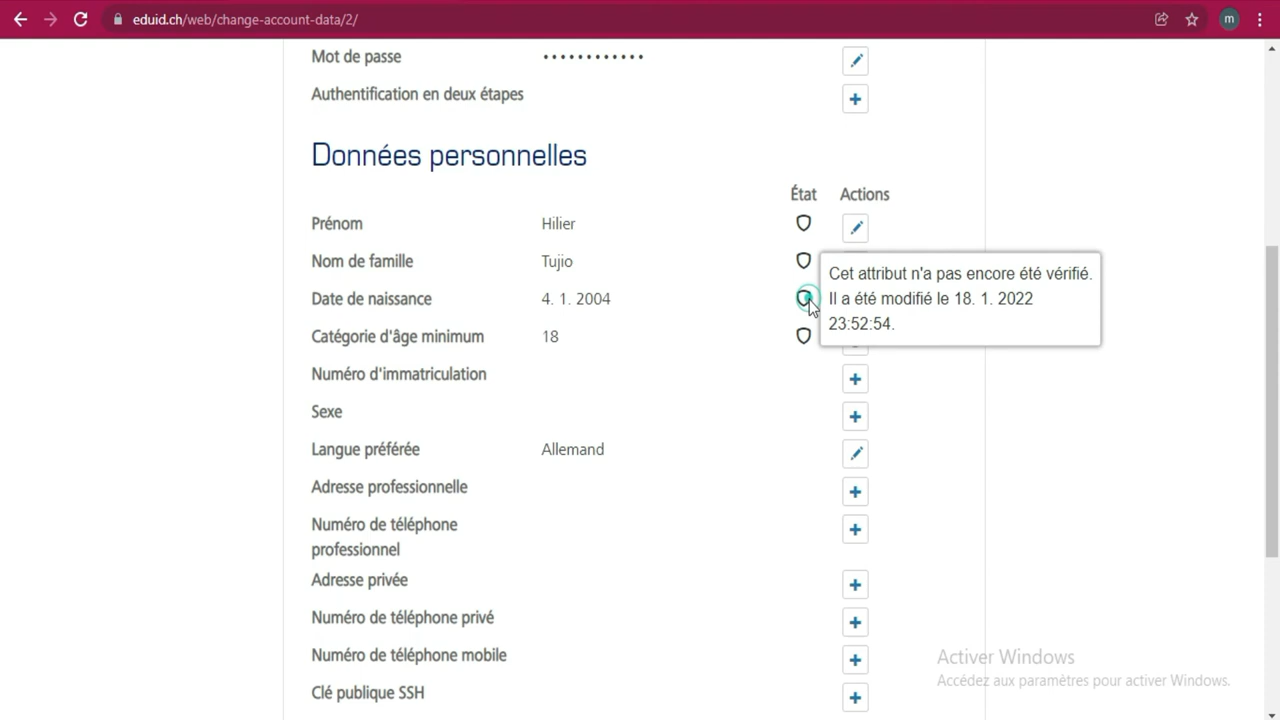 eduid.ch/web/change-account-data/2/
m
Mot de passe ••••••••••••
Authentification en deux étapes
Données personnelles
État Actions
Prénom Hilier
Nom de famille Tujio
Date de naissance 4. 1. 2004
Catégorie d'âge minimum 18
Cet attribut n'a pas encore été vérifié.
Il a été modifié le 18. 1. 2022
23:52:54.
Numéro d'immatriculation
Sexe
Langue préférée Allemand
Adresse professionnelle
Numéro de téléphone
professionnel
Adresse privée
Numéro de téléphone privé
Numéro de téléphone mobile
Clé publique SSH
Activer Windows
Accédez aux paramètres pour activer Windows.